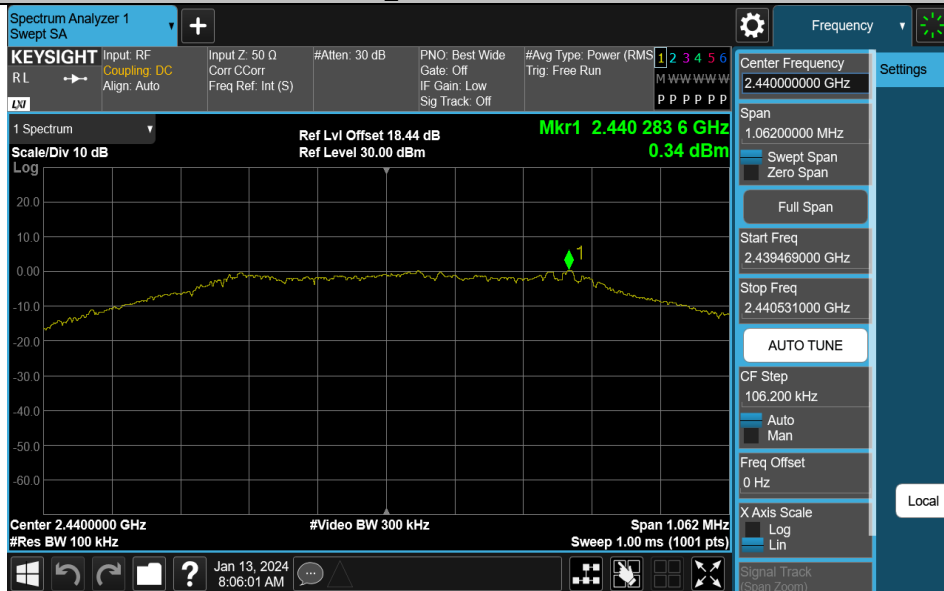 Spectrum Analyzer 1
Swept SA
+
Frequency
KEYSIGHT
R L
LXI
Input: RF
Coupling: DC
Align: Auto
Input Z: 50 Ω
Corr CCorr
Freq Ref: Int (S)
#Atten: 30 dB
PNO: Best Wide
Gate: Off
IF Gain: Low
Sig Track: Off
#Avg Type: Power (RMS
Trig: Free Run
1 2 3 4 5 6
M W W W W W
P P P P P P
1 Spectrum
Scale/Div 10 dB
Log
Ref Lvl Offset 18.44 dB
Ref Level 30.00 dBm
Mkr1 2.440 283 6 GHz
0.34 dBm
20.0
10.0
0.00
-10.0
-20.0
-30.0
-40.0
-50.0
-60.0
1
Center 2.4400000 GHz
#Res BW 100 kHz
#Video BW 300 kHz
Span 1.062 MHz
Sweep 1.00 ms (1001 pts)
?
Jan 13, 2024
8:06:01 AM
Center Frequency
2.440000000 GHz
Span
1.06200000 MHz
Swept Span
Zero Span
Full Span
Start Freq
2.439469000 GHz
Stop Freq
2.440531000 GHz
AUTO TUNE
CF Step
106.200 kHz
Auto
Man
Freq Offset
0 Hz
X Axis Scale
Log
Lin
Signal Track
(Span Zoom)
Settings
Local